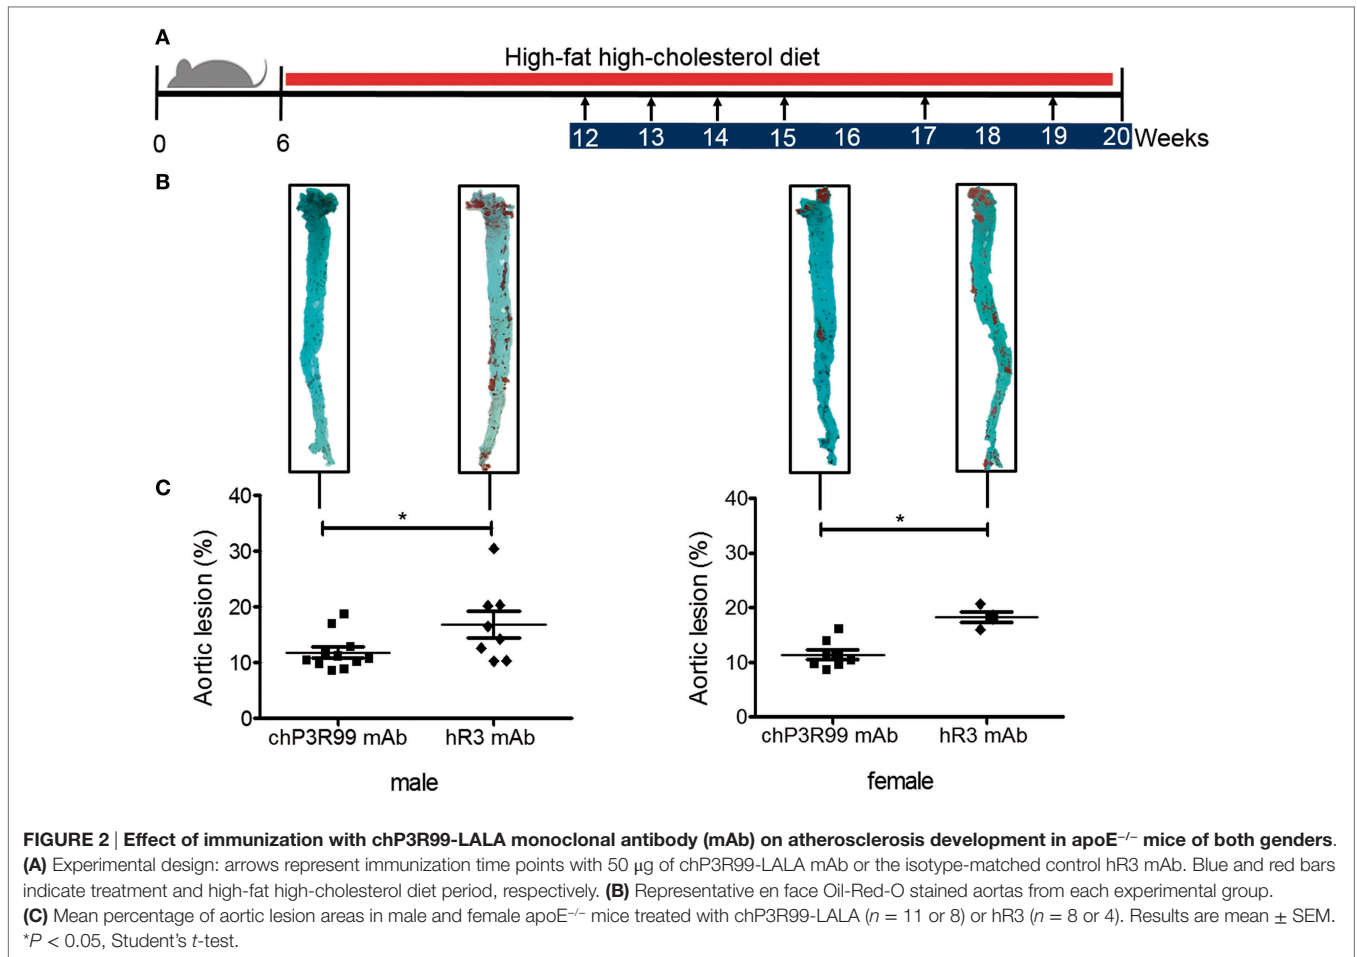 A
High-fat high-cholesterol diet
0 6 12 13 14 15 16 17 18 19 20 Weeks
B
C
40
30
20
10
0
Aortic lesion (%)
*
chP3R99 mAb hR3 mAb
male
40
30
20
10
0
Aortic lesion (%)
*
chP3R99 mAb hR3 mAb
female
FIGURE 2 | Effect of immunization with chP3R99-LALA monoclonal antibody (mAb) on atherosclerosis development in apoE−/− mice of both genders.
(A) Experimental design: arrows represent immunization time points with 50 μg of chP3R99-LALA mAb or the isotype-matched control hR3 mAb. Blue and red bars
indicate treatment and high-fat high-cholesterol diet period, respectively. (B) Representative en face Oil-Red-O stained aortas from each experimental group.
(C) Mean percentage of aortic lesion areas in male and female apoE−/− mice treated with chP3R99-LALA (n = 11 or 8) or hR3 (n = 8 or 4). Results are mean ± SEM.
*P < 0.05, Student's t-test.